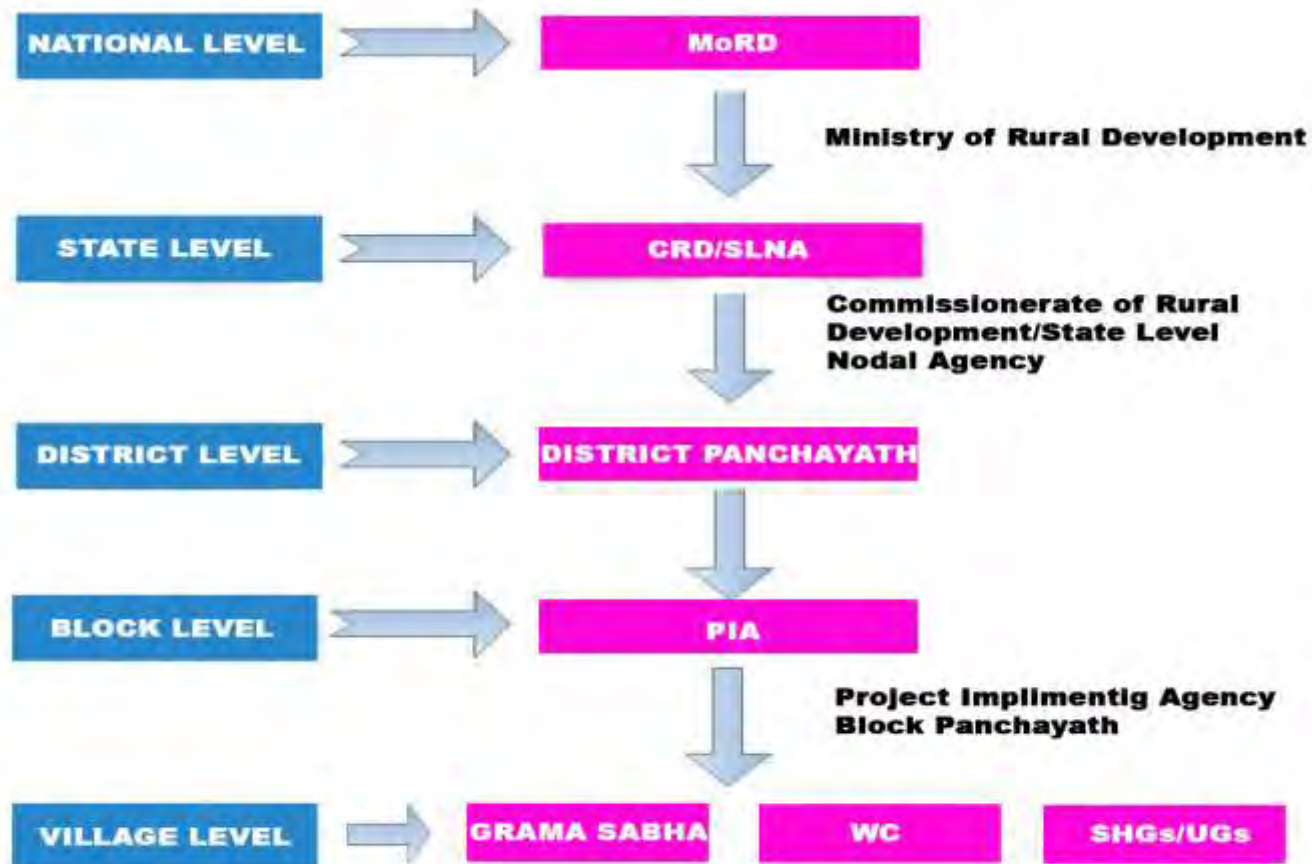 NATIONAL LEVEL
MoRD
Ministry of Rural Development
STATE LEVEL
CRD/SLNA
Commissionerate of Rural
Development/State Level
Nodal Agency
DISTRICT LEVEL
DISTRICT PANCHAYATH
BLOCK LEVEL
PIA
Project Implimentig Agency
Block Panchayath
VILLAGE LEVEL
GRAMA SABHA
WC
SHGs/UGs